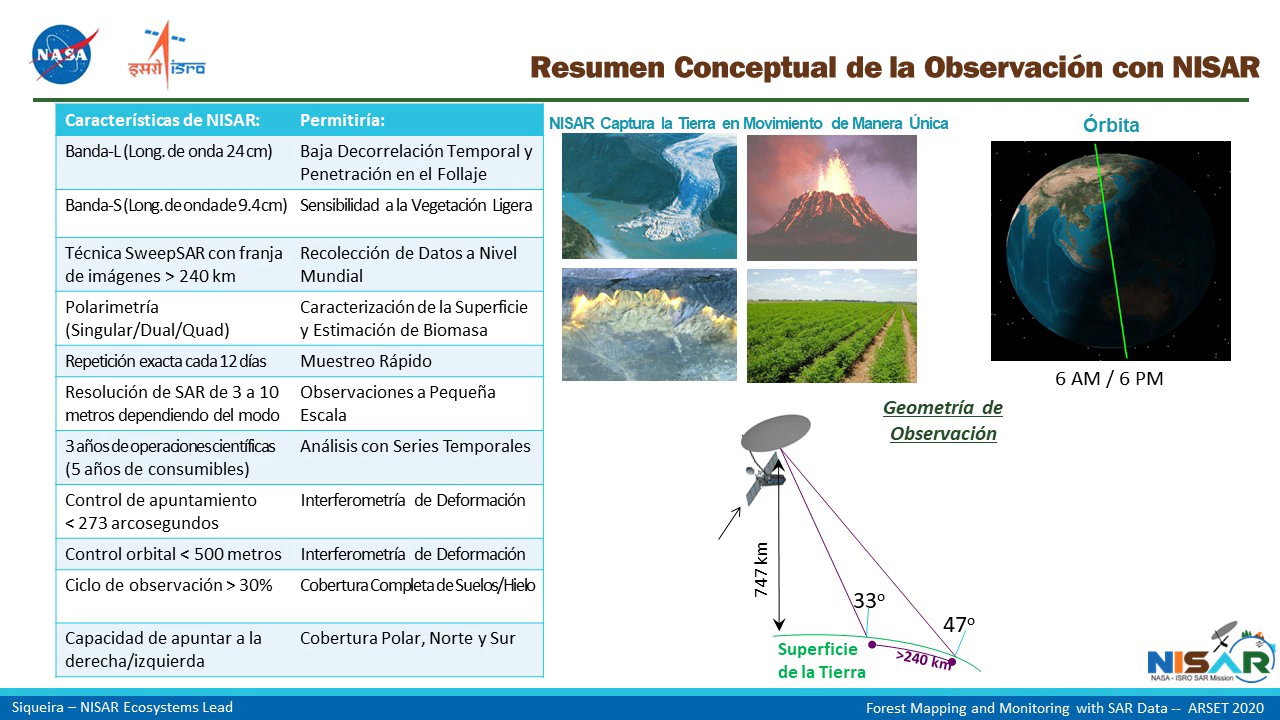 NASA
इसरो isro
Resumen Conceptual de la Observación con NISAR
Características de NISAR: Permitiría:
Banda-L (Long. de onda 24 cm) Baja Decorrelación Temporal y
Penetración en el Follaje
Banda-S (Long. de onda de 9.4 cm) Sensibilidad a la Vegetación Ligera
Técnica SweepSAR con franja Recolección de Datos a Nivel
de imágenes > 240 km Mundial
Polarimetría Caracterización de la Superficie
(Singular/Dual/Quad) y Estimación de Biomasa
Repetición exacta cada 12 días Muestreo Rápido
Resolución de SAR de 3 a 10 Observaciones a Pequeña
metros dependiendo del modo Escala
3 años de operaciones científicas Análisis con Series Temporales
(5 años de consumibles)
Control de apuntamiento Interferometría de Deformación
< 273 arcosegundos
Control orbital < 500 metros Interferometría de Deformación
Ciclo de observación > 30% Cobertura Completa de Suelos/Hielo
Capacidad de apuntar a la Cobertura Polar, Norte y Sur
derecha/izquierda
NISAR Captura la Tierra en Movimiento de Manera Única
Órbita
6 AM / 6 PM
Geometría de
Observación
747 km
33º
47º
>240 km
Superficie
de la Tierra
NISAR
NASA - ISRO SAR Mission
Siqueira – NISAR Ecosystems Lead
Forest Mapping and Monitoring with SAR Data -- ARSET 2020